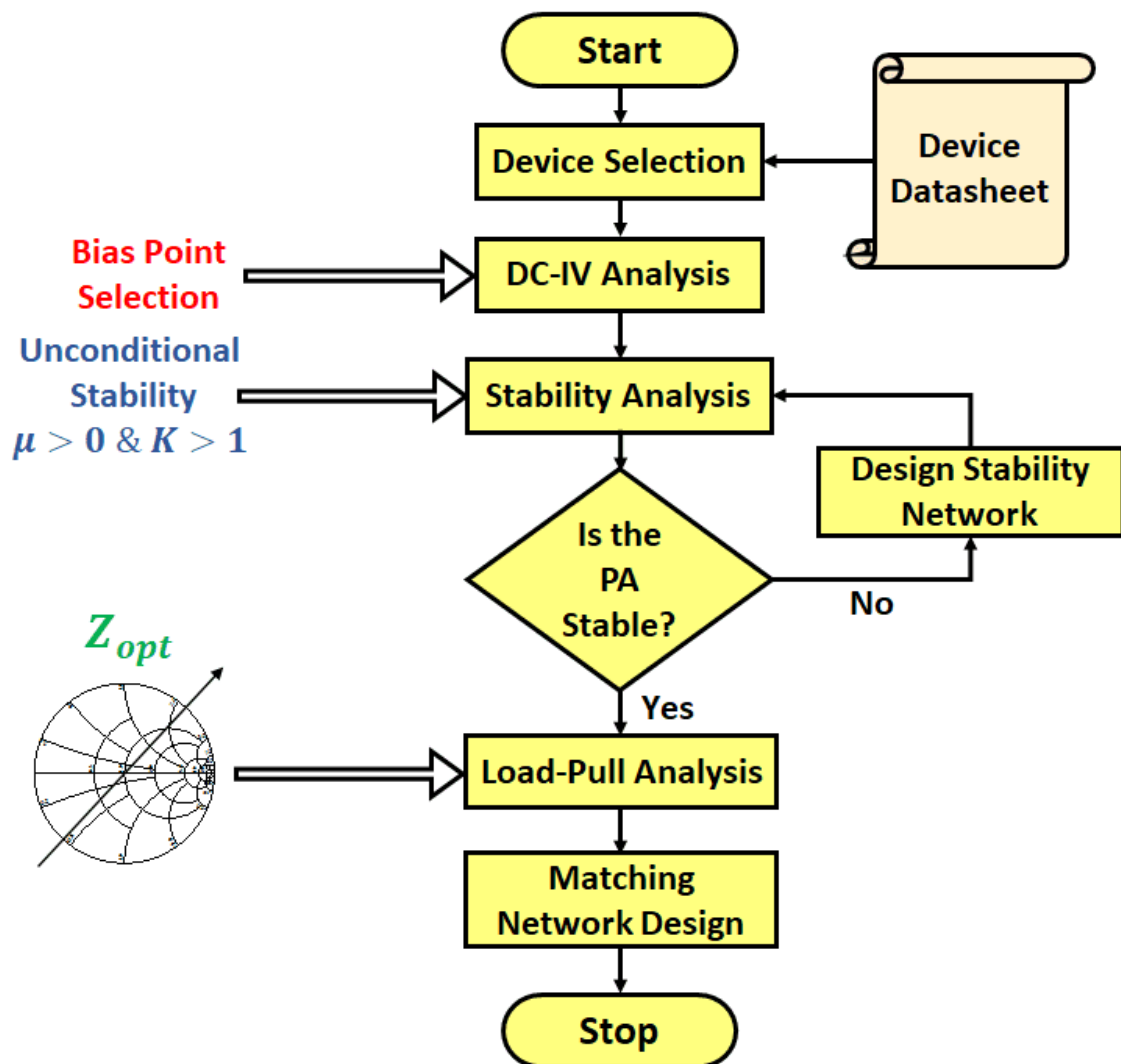 Start
Device Selection
Device
Datasheet
Bias Point
Selection
DC-IV Analysis
Unconditional
Stability
μ > 0 & K > 1
Stability Analysis
Design Stability
Network
Is the
PA
Stable?
No
Yes
Z_opt
Load-Pull Analysis
Matching
Network Design
Stop